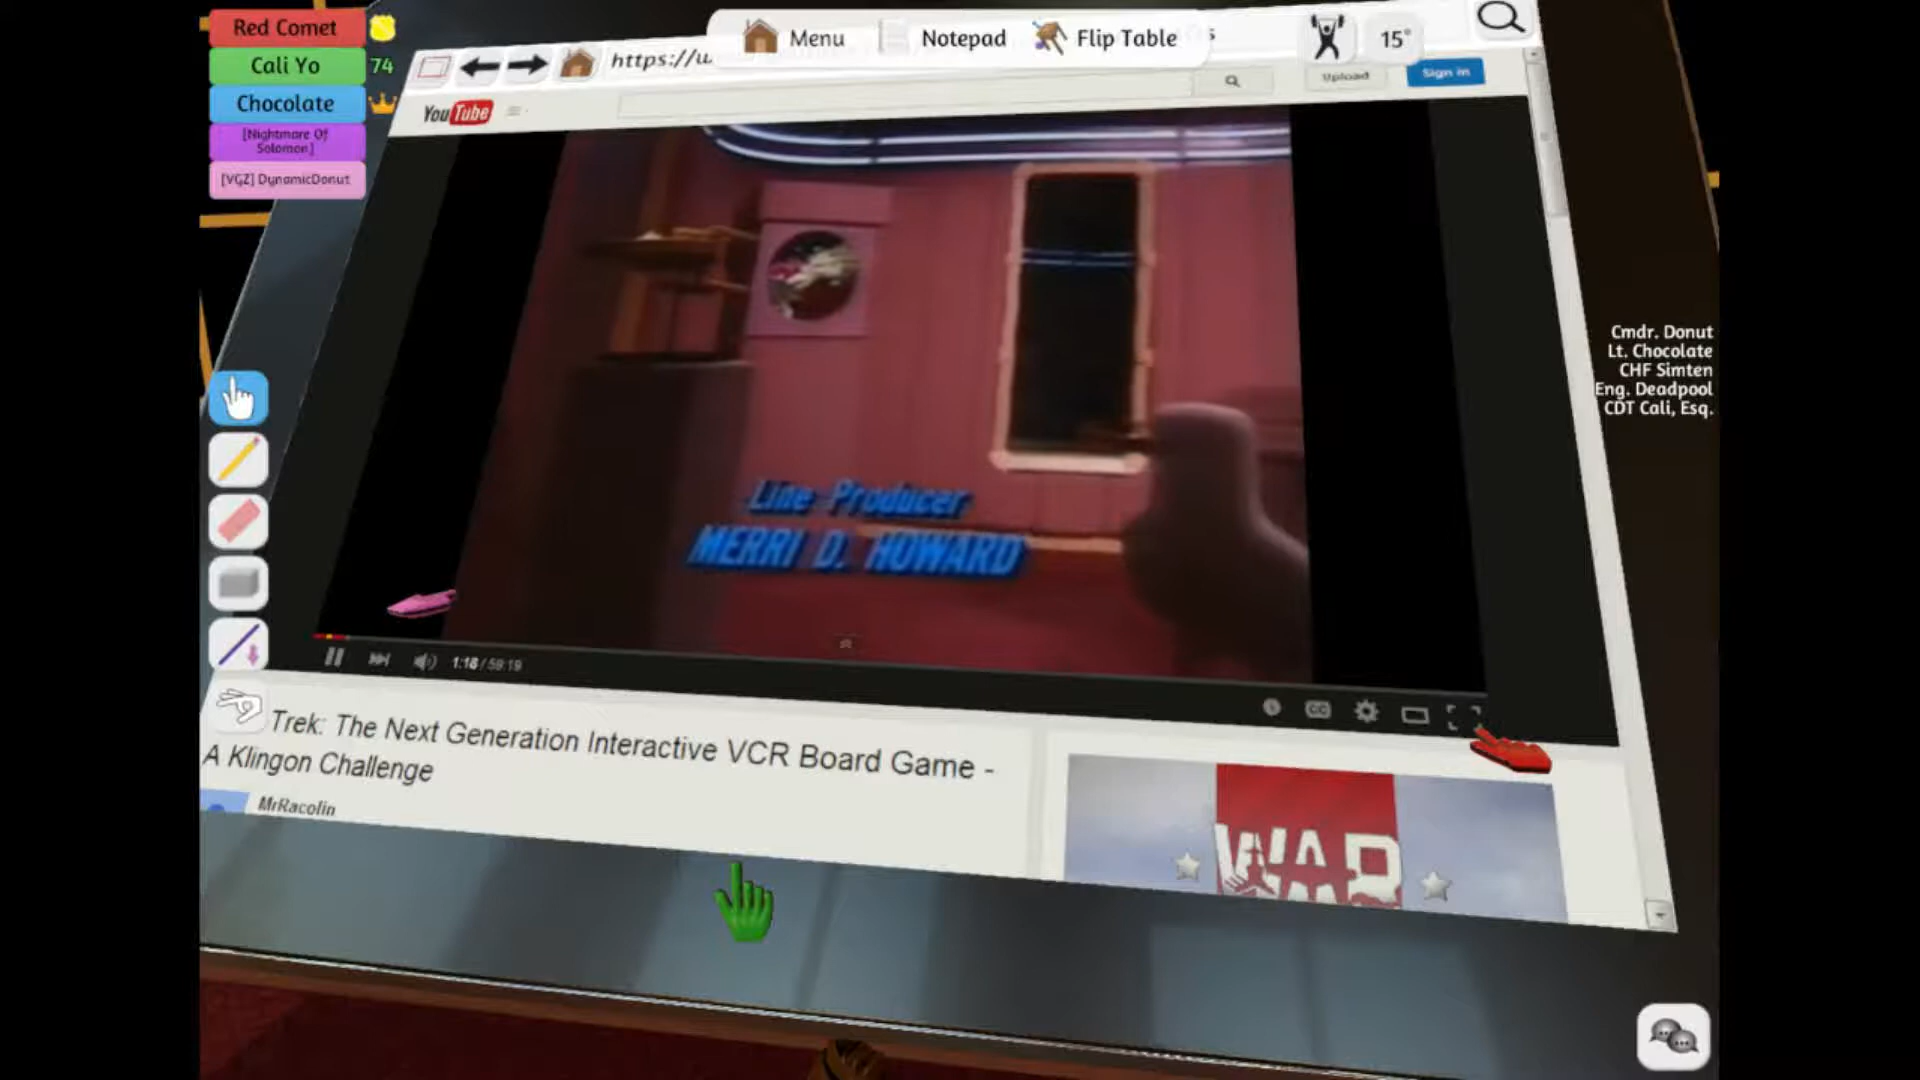 Red Comet
Cali Yo 74
Chocolate
[Nightmare Of
Solomon]
[VGZ] DynamicDonut
Menu Notepad Flip Table
15°
https://
YouTube
Upload Sign in
Cmdr. Donut
Lt. Chocolate
CHF Simten
Eng. Deadpool
CDT Cali, Esq.
Line Producer
MERRI D. HOWARD
1:18 / 59:19
CC
Trek: The Next Generation Interactive VCR Board Game -
A Klingon Challenge
MrRacolin
WAR